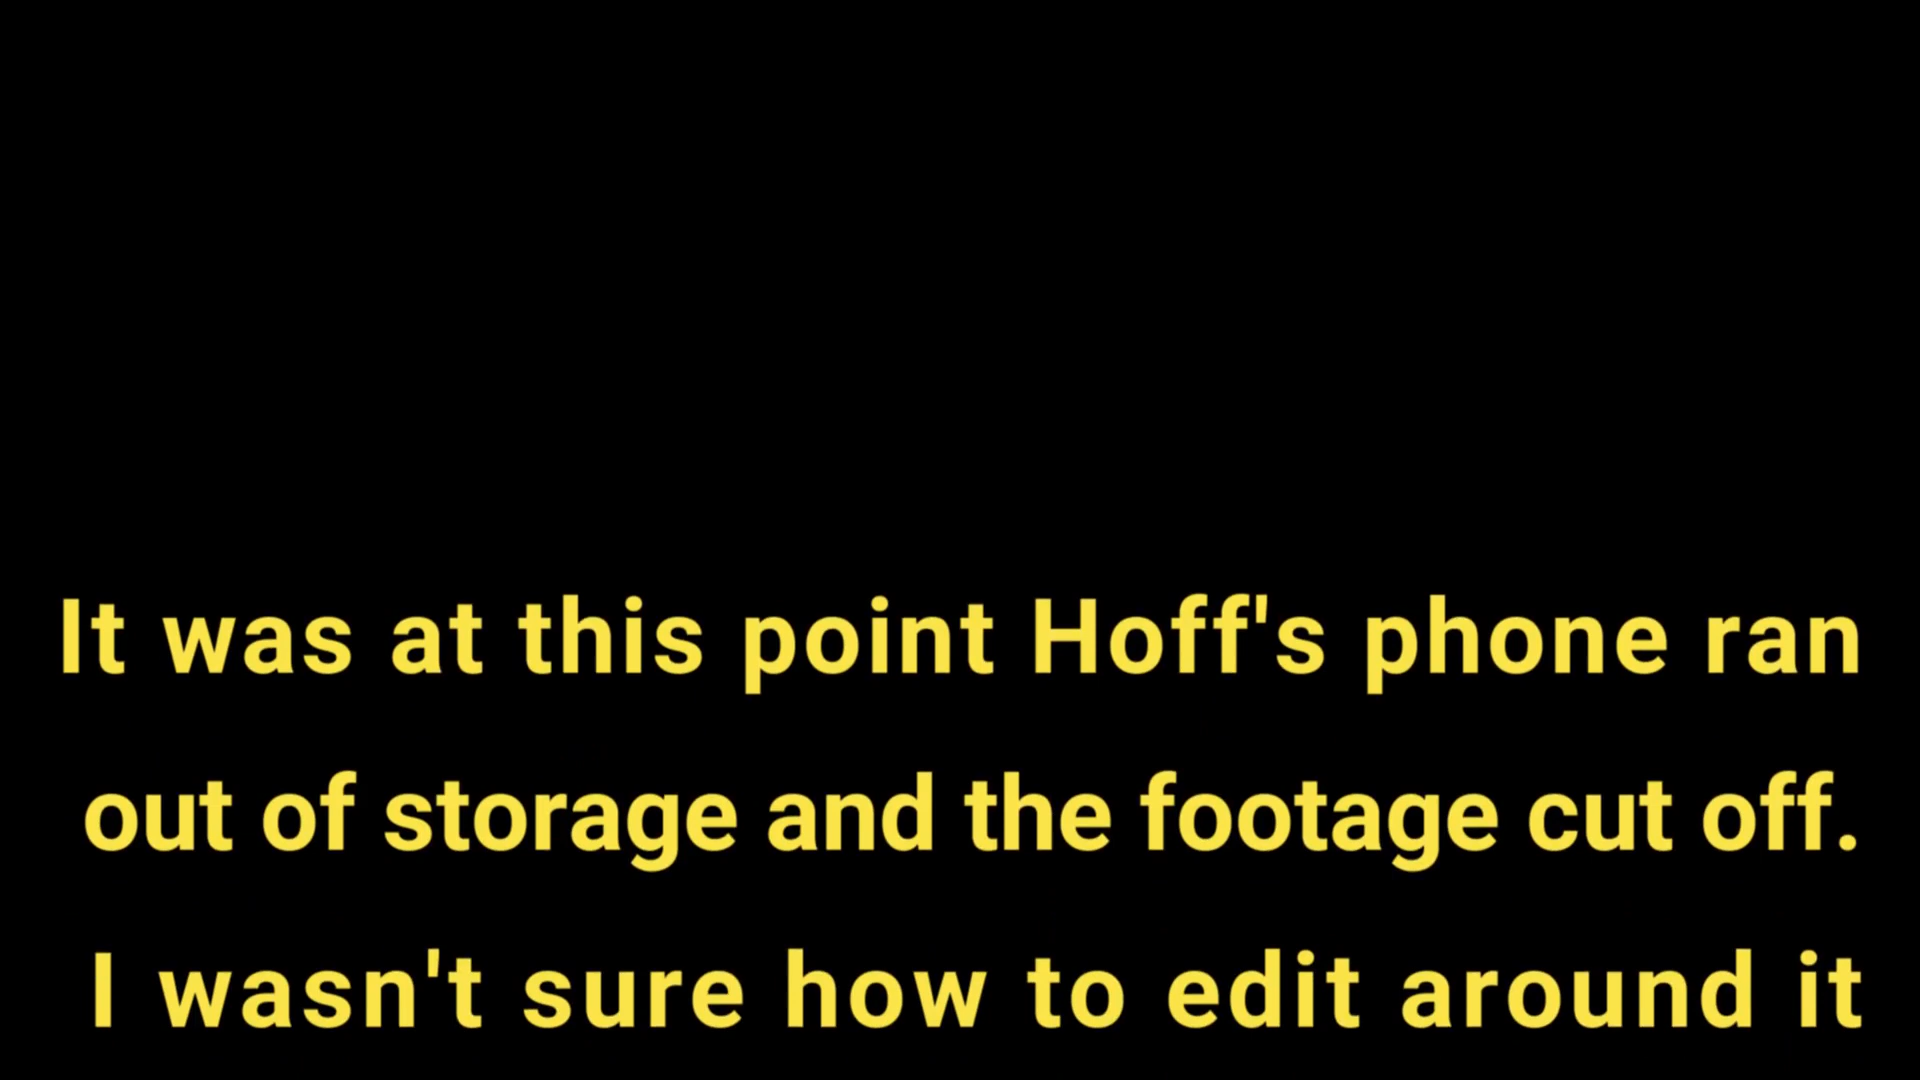 It was at this point Hoff's phone ran
out of storage and the footage cut off.
I wasn't sure how to edit around it